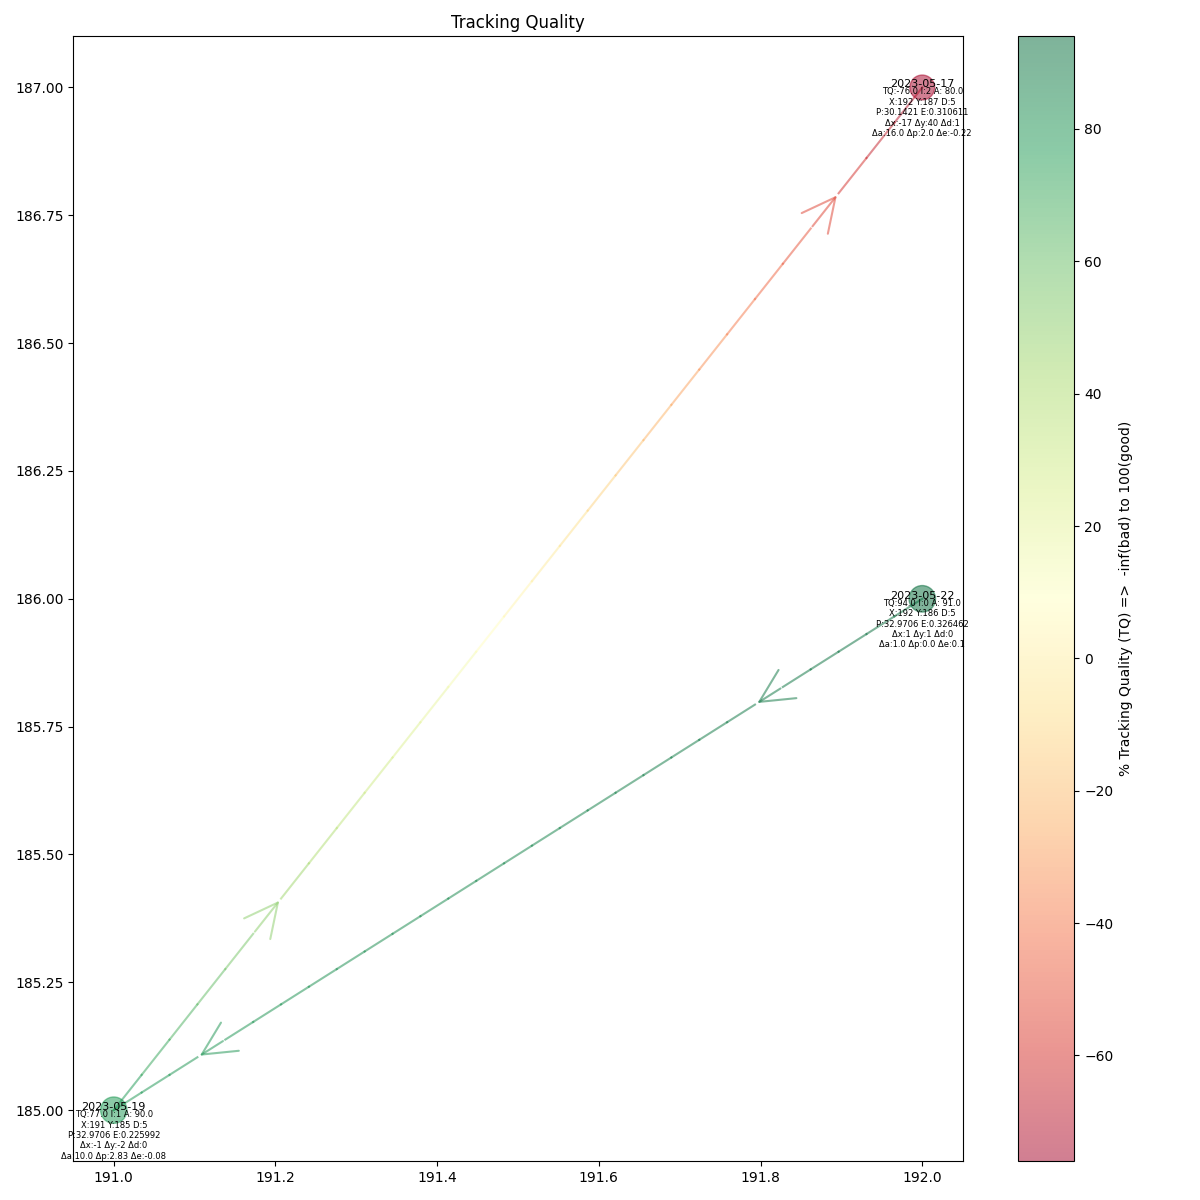 Tracking Quality
187.00
186.75
186.50
186.25
186.00
185.75
185.50
185.25
185.00
2023-05-17
TQ:-76.0 I:2 A: 80.0
X:192 Y:187 D:5
P:30.1421 E:0.310611
Δx:-17 Δy:40 Δd:1
Δa:16.0 Δp:2.0 Δe:-0.22
2023-05-22
TQ:94.0 I:0 A: 91.0
X:192 Y:186 D:5
P:32.9706 E:0.326462
Δx:1 Δy:1 Δd:0
Δa:1.0 Δp:0.0 Δe:0.1
2023-05-19
TQ:77.0 I:1 A: 90.0
X:191 Y:185 D:5
P:32.9706 E:0.225992
Δx:-1 Δy:-2 Δd:0
Δa:10.0 Δp:2.83 Δe:-0.08
191.0 191.2 191.4 191.6 191.8 192.0
80
60
40
20
0
−20
−40
−60
% Tracking Quality (TQ) => -inf(bad) to 100(good)